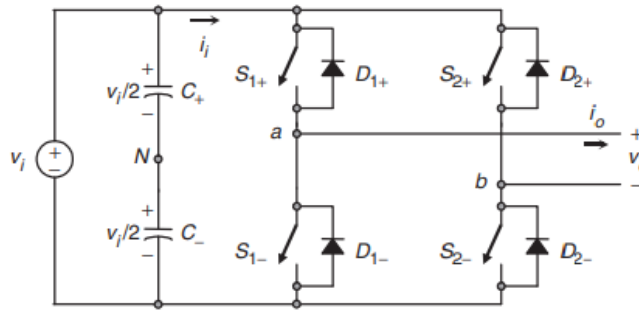 i_i
+
v_i/2 C_+
−
S_1+ D_1+
S_2+ D_2+
a
i_o
+
v_i
+
−
N
v
b
−
+
v_i/2 C_−
−
S_1− D_1−
S_2− D_2−